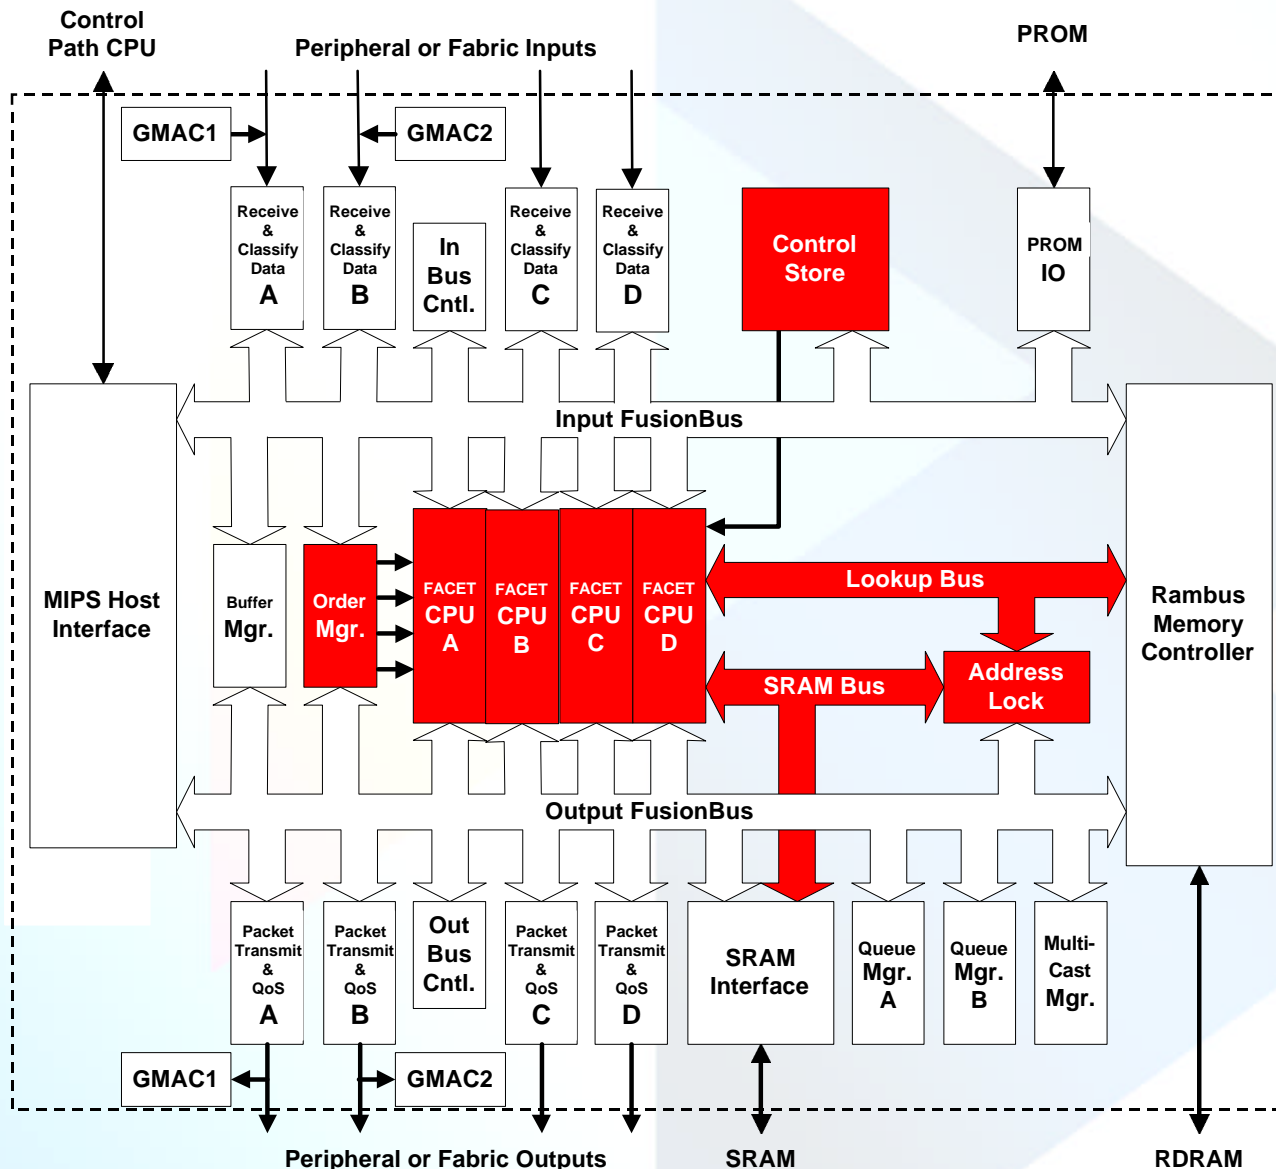 Control
Path CPU
Peripheral or Fabric Inputs
PROM
GMAC1
GMAC2
Receive
&
Classify
Data
A
Receive
&
Classify
Data
B
In
Bus
Cntl.
Receive
&
Classify
Data
C
Receive
&
Classify
Data
D
Control
Store
PROM
IO
Input FusionBus
MIPS Host
Interface
Buffer
Mgr.
Order
Mgr.
FACET
CPU
A
FACET
CPU
B
FACET
CPU
C
FACET
CPU
D
Lookup Bus
SRAM Bus
Address
Lock
Rambus
Memory
Controller
Output FusionBus
Packet
Transmit
&
QoS
A
Packet
Transmit
&
QoS
B
Out
Bus
Cntl.
Packet
Transmit
&
QoS
C
Packet
Transmit
&
QoS
D
SRAM
Interface
Queue
Mgr.
A
Queue
Mgr.
B
Multi-
Cast
Mgr.
GMAC1
GMAC2
Peripheral or Fabric Outputs
SRAM
RDRAM